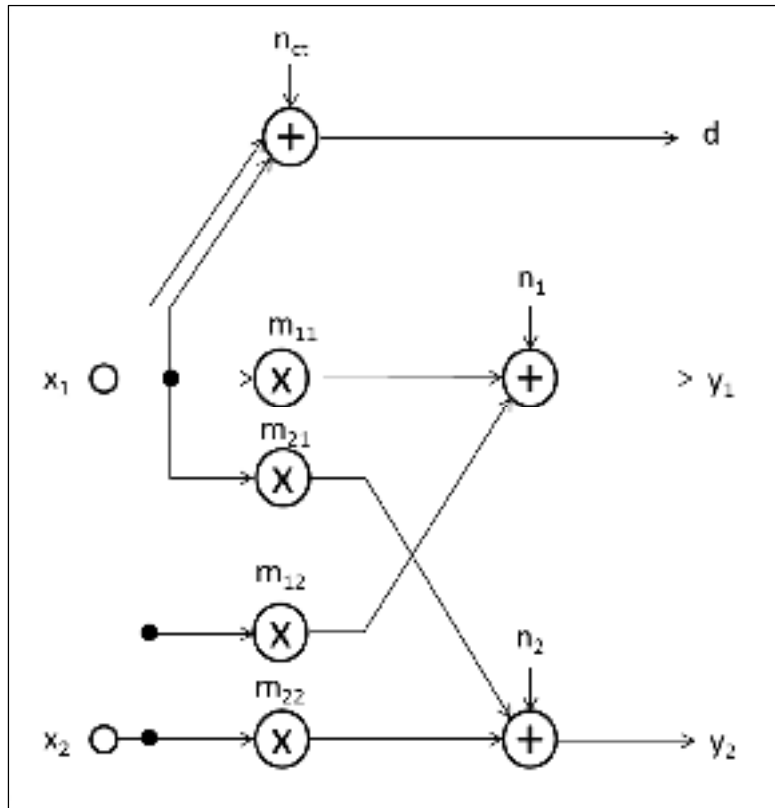 n_cc
+
d
n₁
m₁₁
x₁
x
+
y₁
m₂₁
x
m₁₂
x
n₂
m₂₂
x₂
x
+
y₂